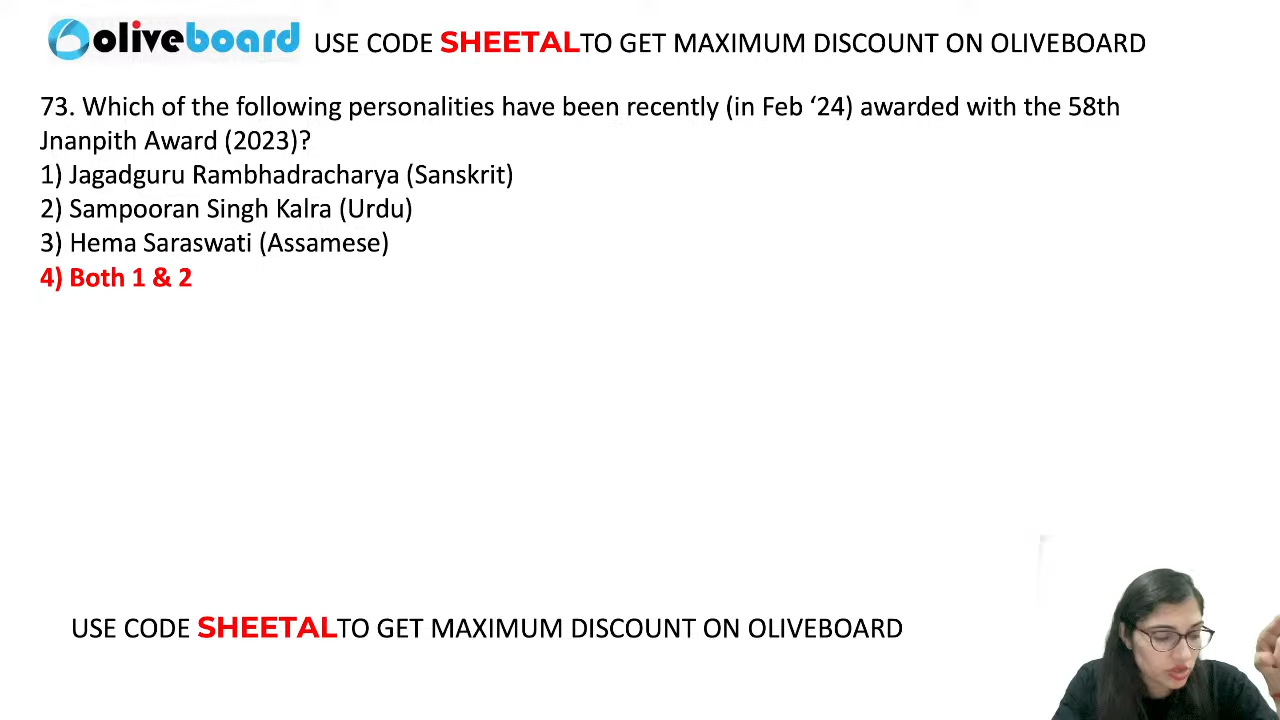 oliveboard USE CODE SHEETAL TO GET MAXIMUM DISCOUNT ON OLIVEBOARD
73. Which of the following personalities have been recently (in Feb ‘24) awarded with the 58th
Jnanpith Award (2023)?
1) Jagadguru Rambhadracharya (Sanskrit)
2) Sampooran Singh Kalra (Urdu)
3) Hema Saraswati (Assamese)
4) Both 1 & 2
USE CODE SHEETAL TO GET MAXIMUM DISCOUNT ON OLIVEBOARD